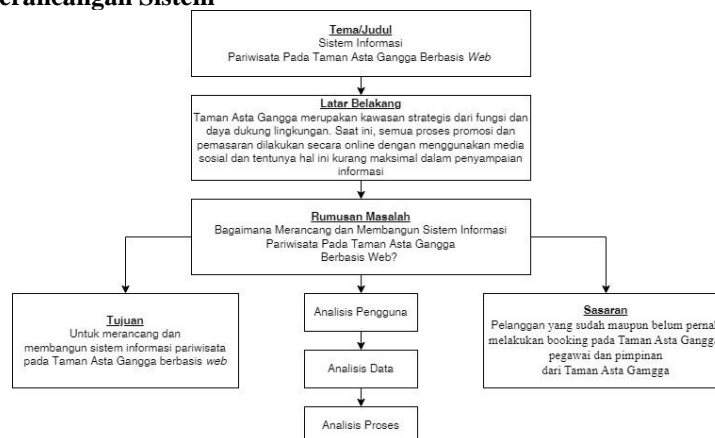 Perancangan Sistem
Tema/Judul
Sistem Informasi
Pariwisata Pada Taman Asta Gangga Berbasis Web
Latar Belakang
Taman Asta Gangga merupakan kawasan strategis dari fungsi dan
daya dukung lingkungan. Saat ini, semua proses promosi dan
pemasaran dilakukan secara online dengan menggunakan media
sosial dan tentunya hal ini kurang maksimal dalam penyampaian
informasi
Rumusan Masalah
Bagaimana Merancang dan Membangun Sistem Informasi
Pariwisata Pada Taman Asta Gangga
Berbasis Web?
Tujuan
Untuk merancang dan
membangun sistem informasi pariwisata
pada Taman Asta Gangga berbasis web
Analisis Pengguna
Analisis Data
Analisis Proses
Sasaran
Pelanggan yang sudah maupun belum pernah
melakukan booking pada Taman Asta Gangga
pegawai dan pimpinan
dari Taman Asta Gamgga